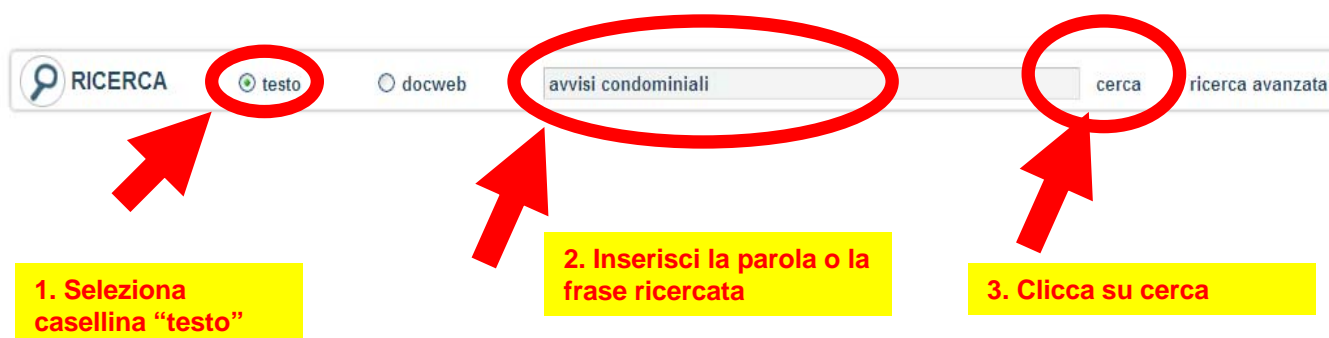 RICERCA testo docweb avvisi condominiali cerca ricerca avanzata
1. Seleziona
casellina “testo”
2. Inserisci la parola o la
frase ricercata
3. Clicca su cerca